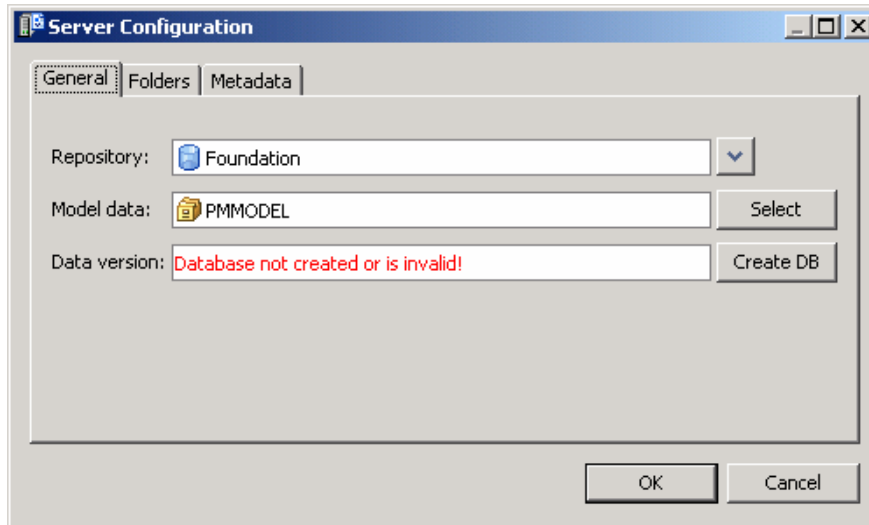 Server Configuration
General Folders Metadata
Repository: Foundation
Model data: PMMODEL Select
Data version: Database not created or is invalid! Create DB
OK Cancel